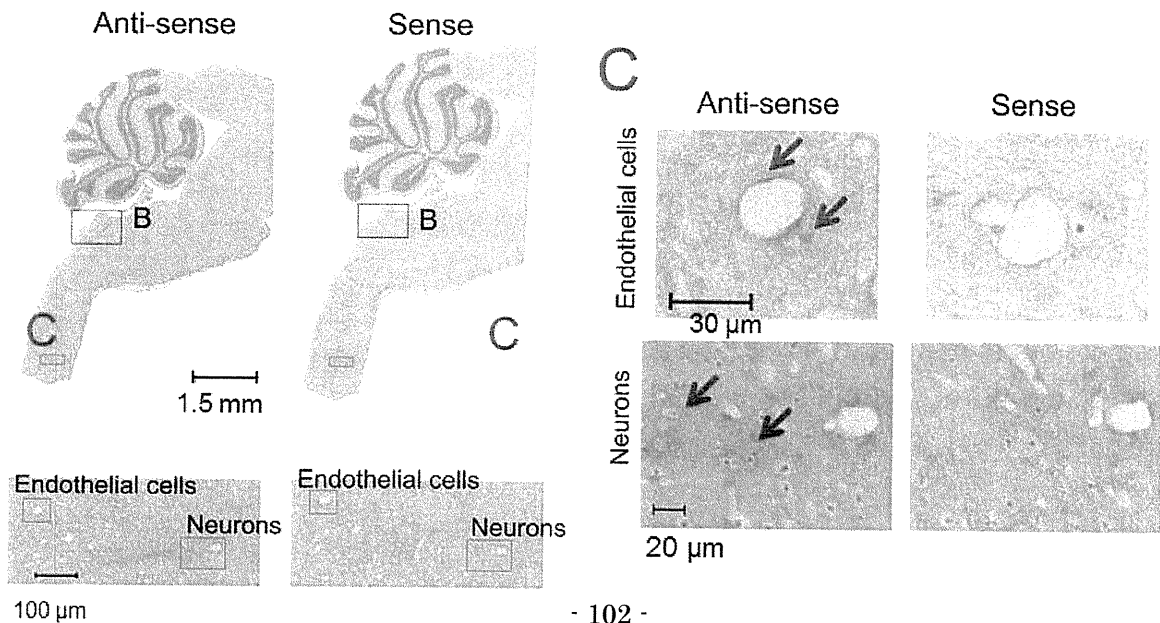 Anti-sense
Sense
B
B
C
C
1.5 mm
Endothelial cells
Neurons
Endothelial cells
Neurons
100 µm
C
Anti-sense
Sense
Endothelial cells
30 µm
Neurons
20 µm
- 102 -